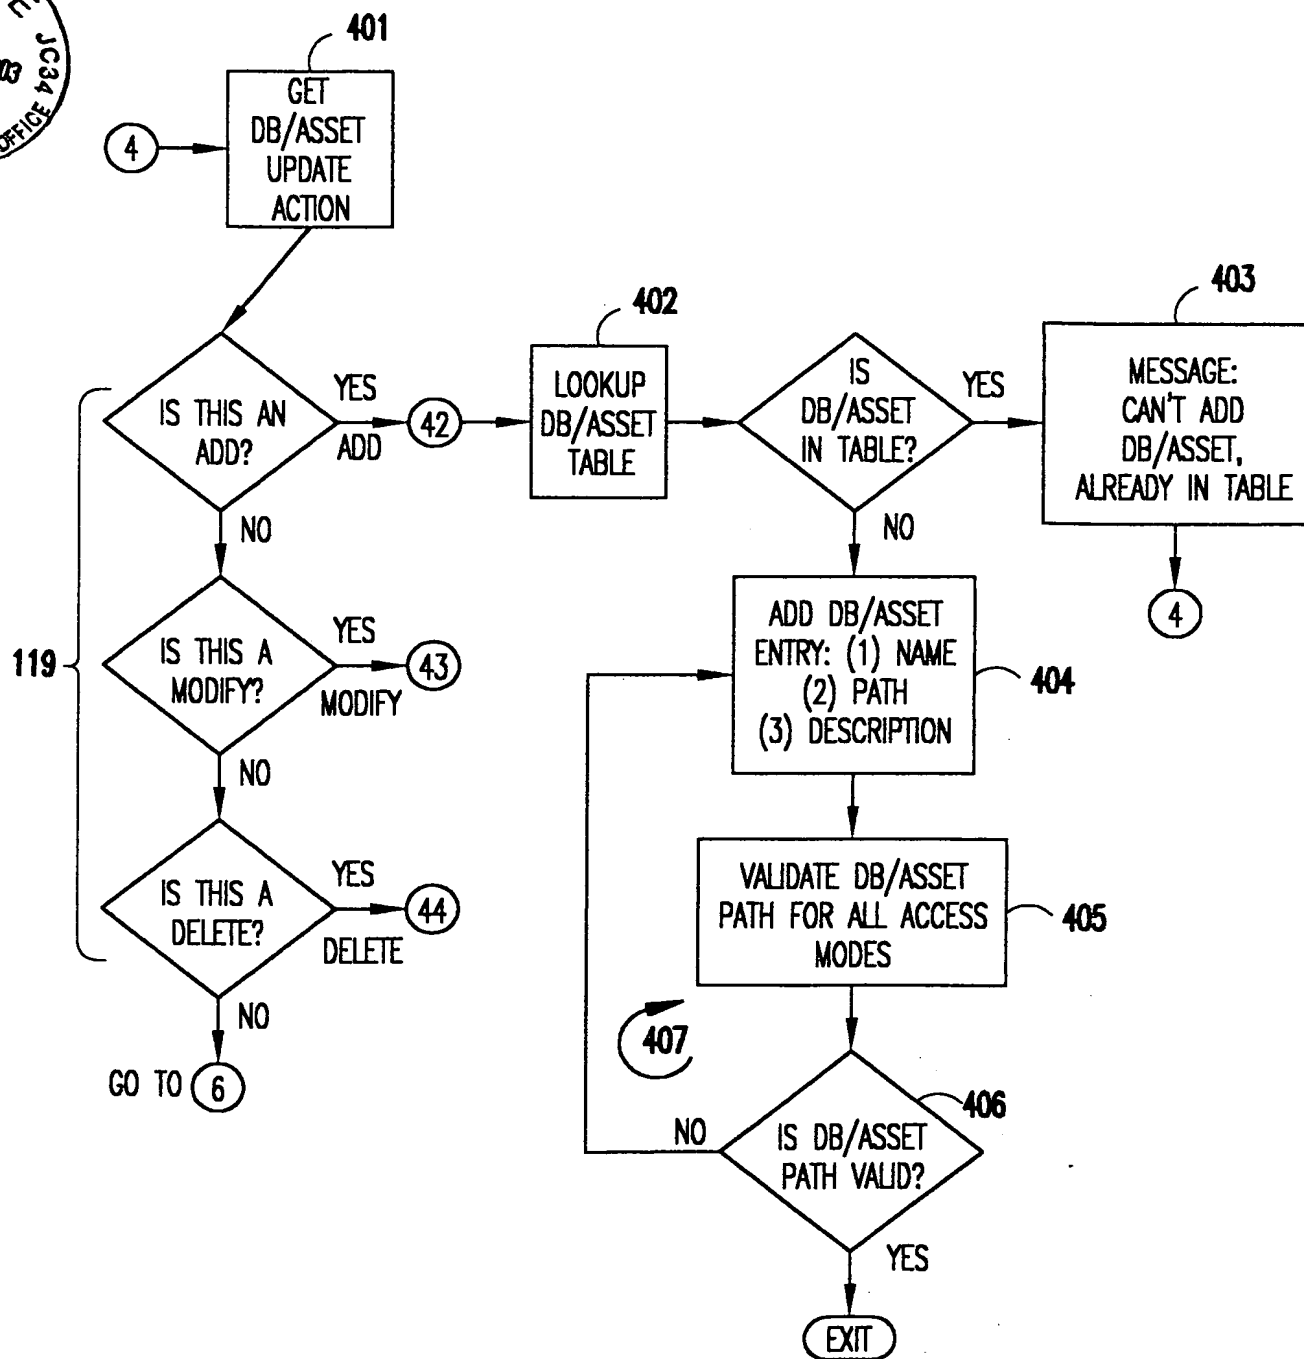 E JC34
03
OFFICE
401
GET
DB/ASSET
UPDATE
ACTION
4
IS THIS AN
ADD?
YES
ADD
42
402
LOOKUP
DB/ASSET
TABLE
IS
DB/ASSET
IN TABLE?
YES
403
MESSAGE:
CAN'T ADD
DB/ASSET,
ALREADY IN TABLE
4
NO
NO
119
IS THIS A
MODIFY?
YES
MODIFY
43
NO
IS THIS A
DELETE?
YES
DELETE
44
NO
GO TO 6
ADD DB/ASSET
ENTRY: (1) NAME
(2) PATH
(3) DESCRIPTION
404
VALIDATE DB/ASSET
PATH FOR ALL ACCESS
MODES
405
407
406
IS DB/ASSET
PATH VALID?
NO
YES
EXIT